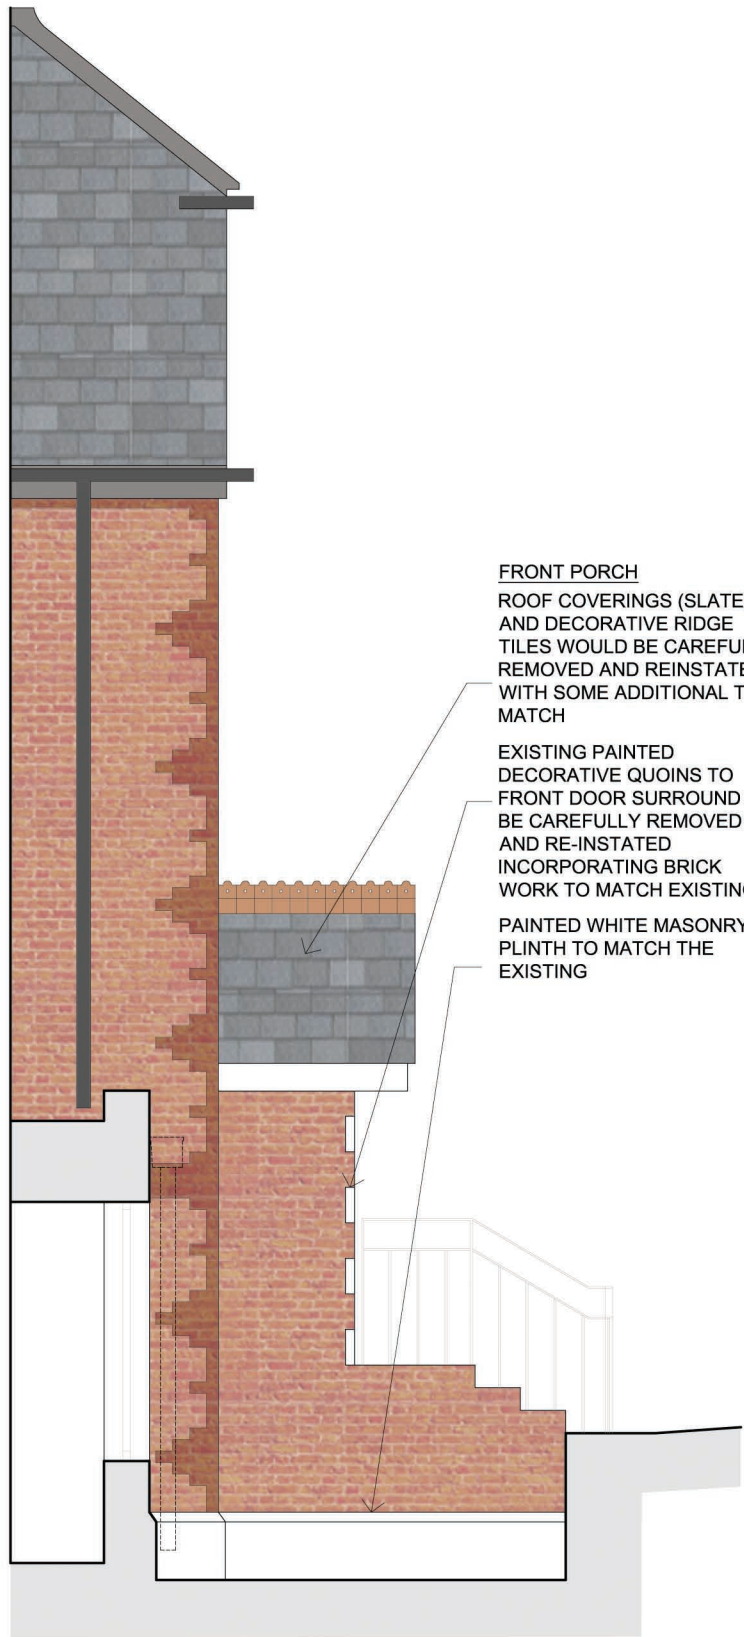 FRONT PORCH
ROOF COVERINGS (SLATE
AND DECORATIVE RIDGE
TILES WOULD BE CAREFUL
REMOVED AND REINSTATE
WITH SOME ADDITIONAL T
MATCH
EXISTING PAINTED
DECORATIVE QUOINS TO
FRONT DOOR SURROUND
BE CAREFULLY REMOVED
AND RE-INSTATED
INCORPORATING BRICK
WORK TO MATCH EXISTING
PAINTED WHITE MASONRY
PLINTH TO MATCH THE
EXISTING